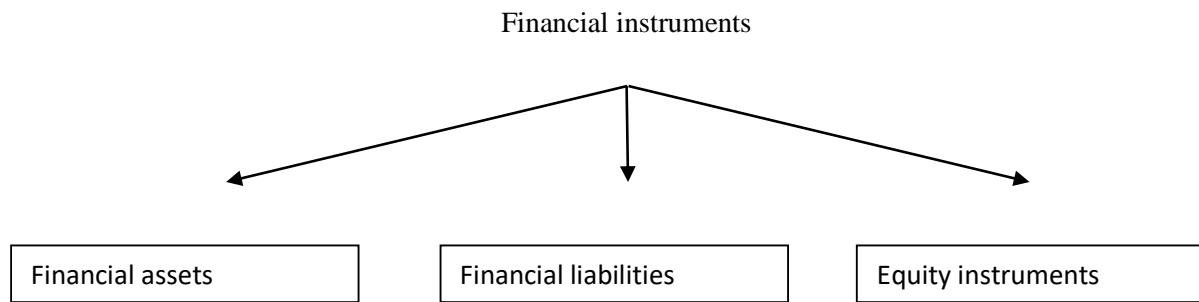 Financial instruments
Financial assets
Financial liabilities
Equity instruments